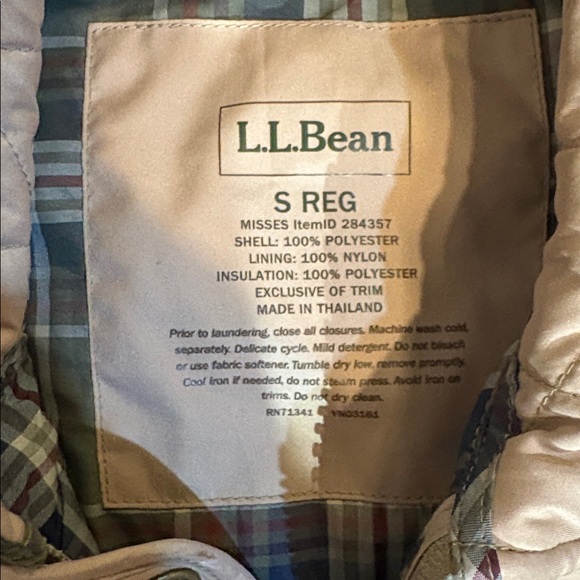 L.L.Bean
S REG
MISSES ItemID 284357
SHELL: 100% POLYESTER
LINING: 100% NYLON
INSULATION: 100% POLYESTER
EXCLUSIVE OF TRIM
MADE IN THAILAND
Prior to laundering, close all closures. Machine wash cold,
separately. Delicate cycle. Mild detergent. Do not bleach
or use fabric softener. Tumble dry low, remove promptly.
Cool iron if needed, do not steam press. Avoid iron on
trims. Do not dry clean.
RN71341 VN03161